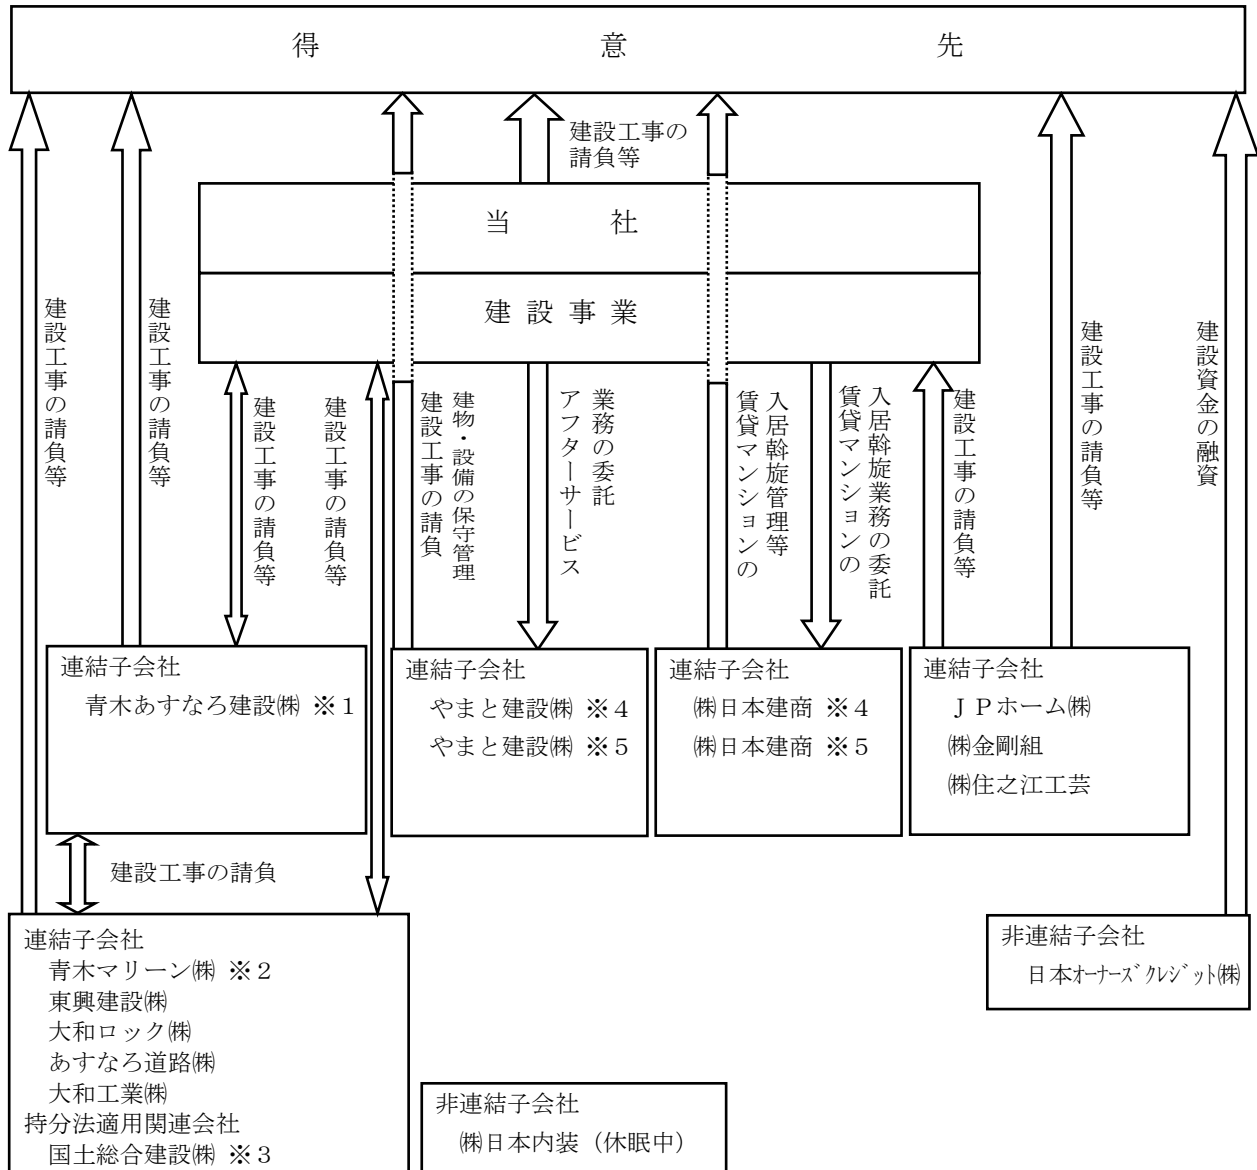 得意先
建設工事の
請負等
当社
建設事業
建設工事の請負等
建設工事の請負等
建設工事の請負等
建設工事の請負等
建物・設備の保守管理
建設工事の請負
業務の委託
アフターサービス
入居斡旋管理等
賃貸マンションの
入居斡旋業務の委託
賃貸マンションの
建設工事の請負等
建設工事の請負等
建設資金の融資
連結子会社
青木あすなろ建設㈱ ※1
連結子会社
やまと建設㈱ ※4
やまと建設㈱ ※5
連結子会社
㈱日本建商 ※4
㈱日本建商 ※5
連結子会社
ＪＰホーム㈱
㈱金剛組
㈱住之江工芸
建設工事の請負
連結子会社
青木マリーン㈱ ※2
東興建設㈱
大和ロック㈱
あすなろ道路㈱
大和工業㈱
持分法適用関連会社
国土総合建設㈱ ※3
非連結子会社
㈱日本内装（休眠中）
非連結子会社
日本ｵｰﾅｰｽﾞｸﾚｼﾞｯﾄ㈱